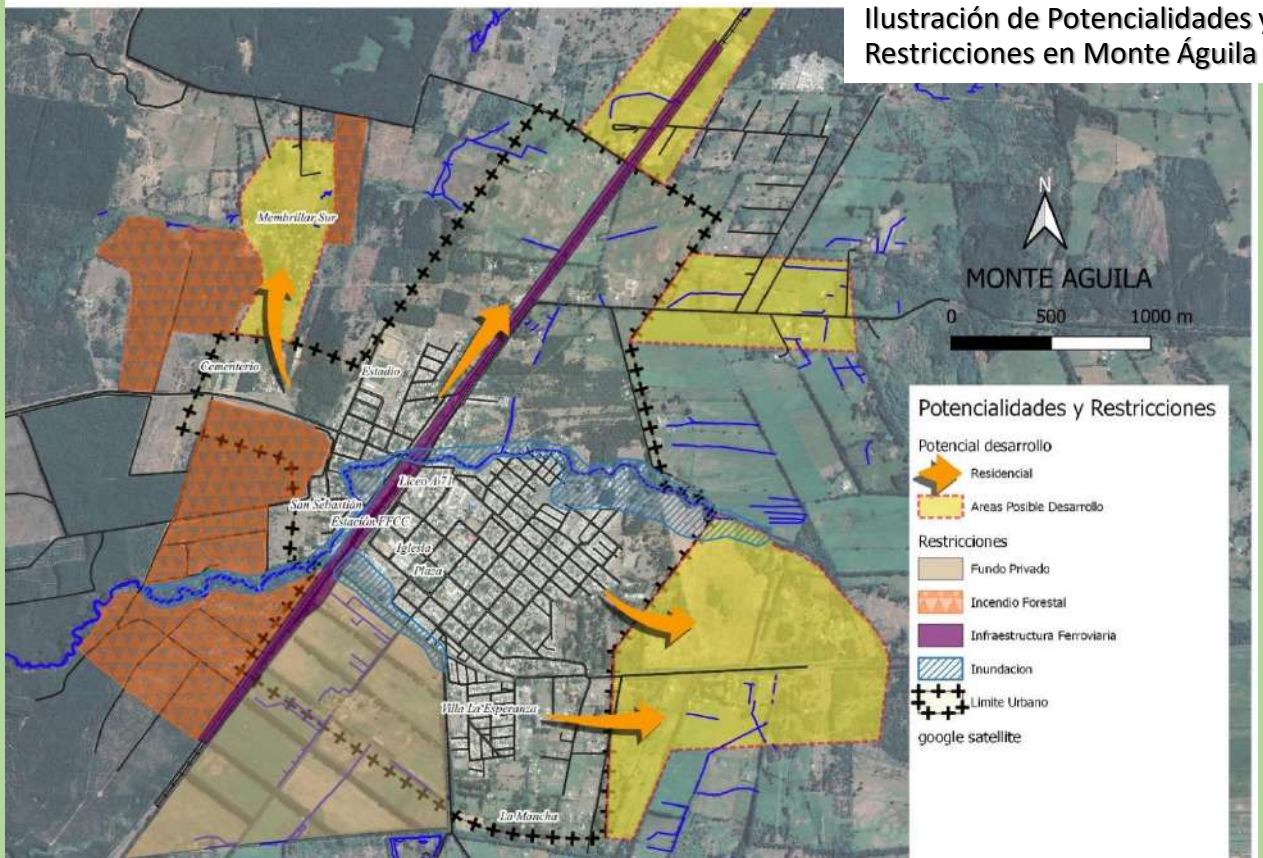 Ilustración de Potencialidades y
Restricciones en Monte Águila
Membrillar Sur
N
MONTE AGUILA
0 500 1000 m
Cementerio
Estadio
Potencialidades y Restricciones
Potencial desarrollo
Residencial
Areas Posible Desarrollo
Restricciones
Fundo Privado
Incendio Forestal
Infraestructura Ferroviaria
Inundacion
Limite Urbano
google satellite
Liceo A-71
San Sebastián
Estación FFCC
Iglesia
Plaza
Villa La Esperanza
La Mancha